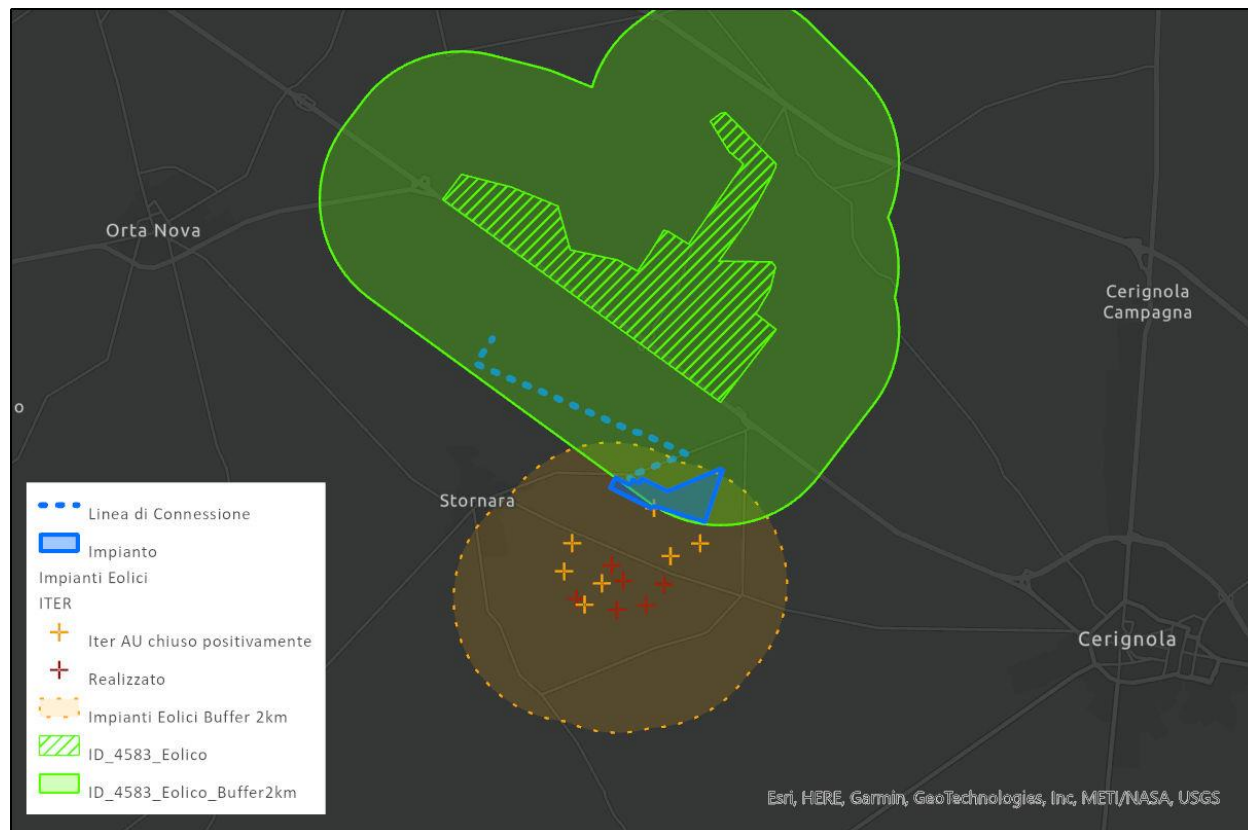 Orta Nova
Cerignola
Campagna
o
Stornara
Cerignola
Linea di Connessione
Impianto
Impianti Eolici
ITER
Iter AU chiuso positivamente
Realizzato
Impianti Eolici Buffer 2km
ID_4583_Eolico
ID_4583_Eolico_Buffer2km
Esri, HERE, Garmin, GeoTechnologies, Inc, METI/NASA, USGS